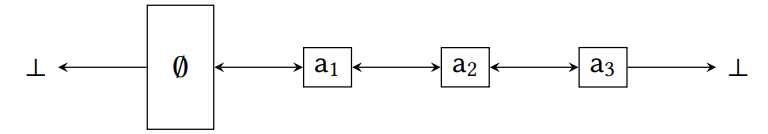 ⊥ ∅ a₁ a₂ a₃ ⊥